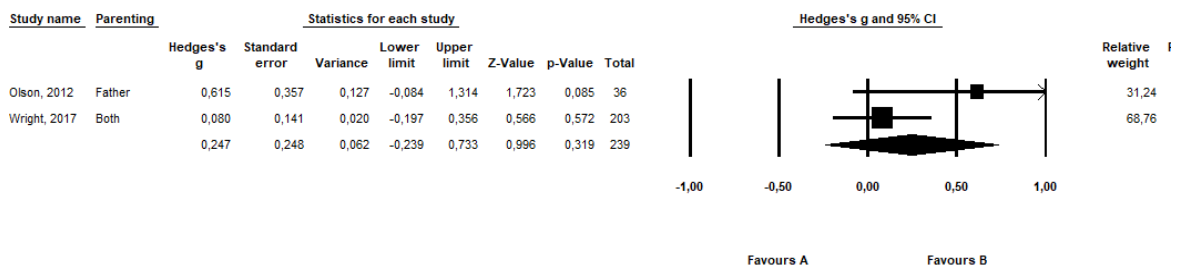 Study name Parenting Statistics for each study Hedges's g and 95% CI
Hedges's g Standard error Variance Lower limit Upper limit Z-Value p-Value Total Relative weight
Olson, 2012 Father 0,615 0,357 0,127 -0,084 1,314 1,723 0,085 36 31,24
Wright, 2017 Both 0,080 0,141 0,020 -0,197 0,356 0,566 0,572 203 68,76
0,247 0,248 0,062 -0,239 0,733 0,996 0,319 239
-1,00 -0,50 0,00 0,50 1,00
Favours A Favours B